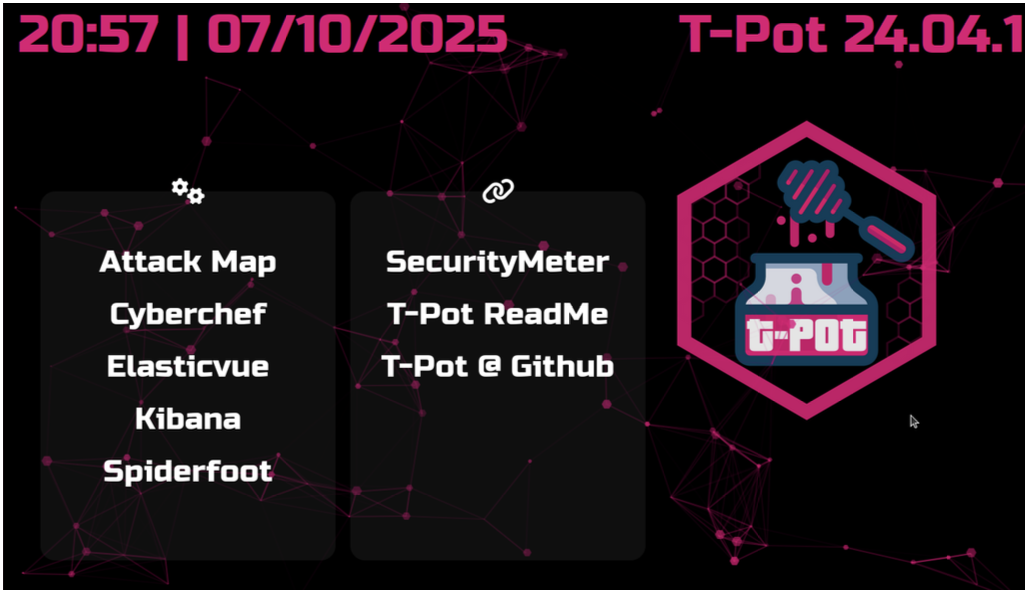 20:57 | 07/10/2025
T-Pot 24.04.1
Attack Map
Cyberchef
Elasticvue
Kibana
Spiderfoot
SecurityMeter
T-Pot ReadMe
T-Pot @ Github
t-POt